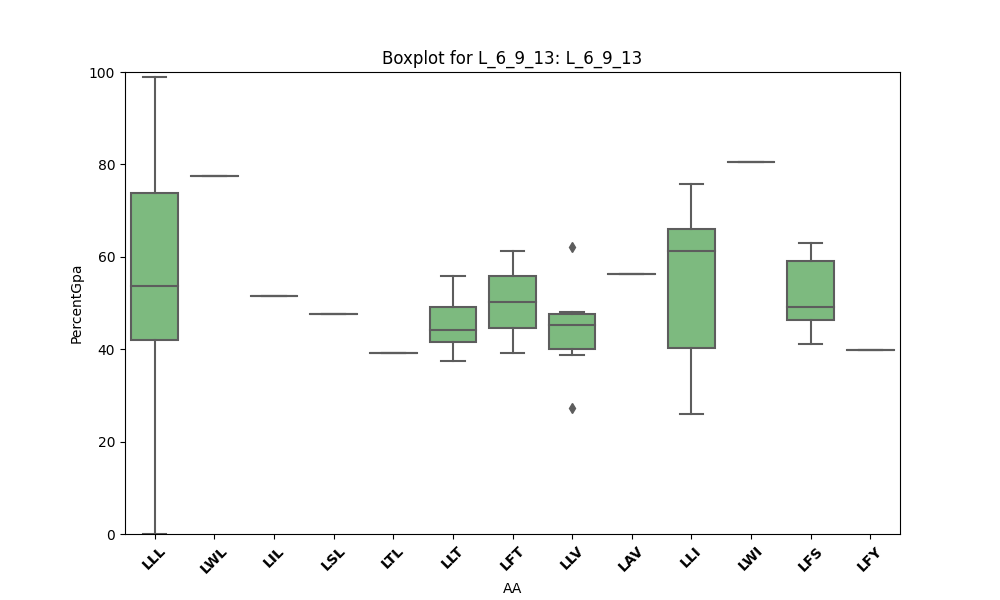 Boxplot for L_6_9_13: L_6_9_13
100
80
60
40
20
0
PercentGpa
LLL LWL LIL LSL LTL LLT LFT LLV LAV LLI LWI LFS LFY
AA